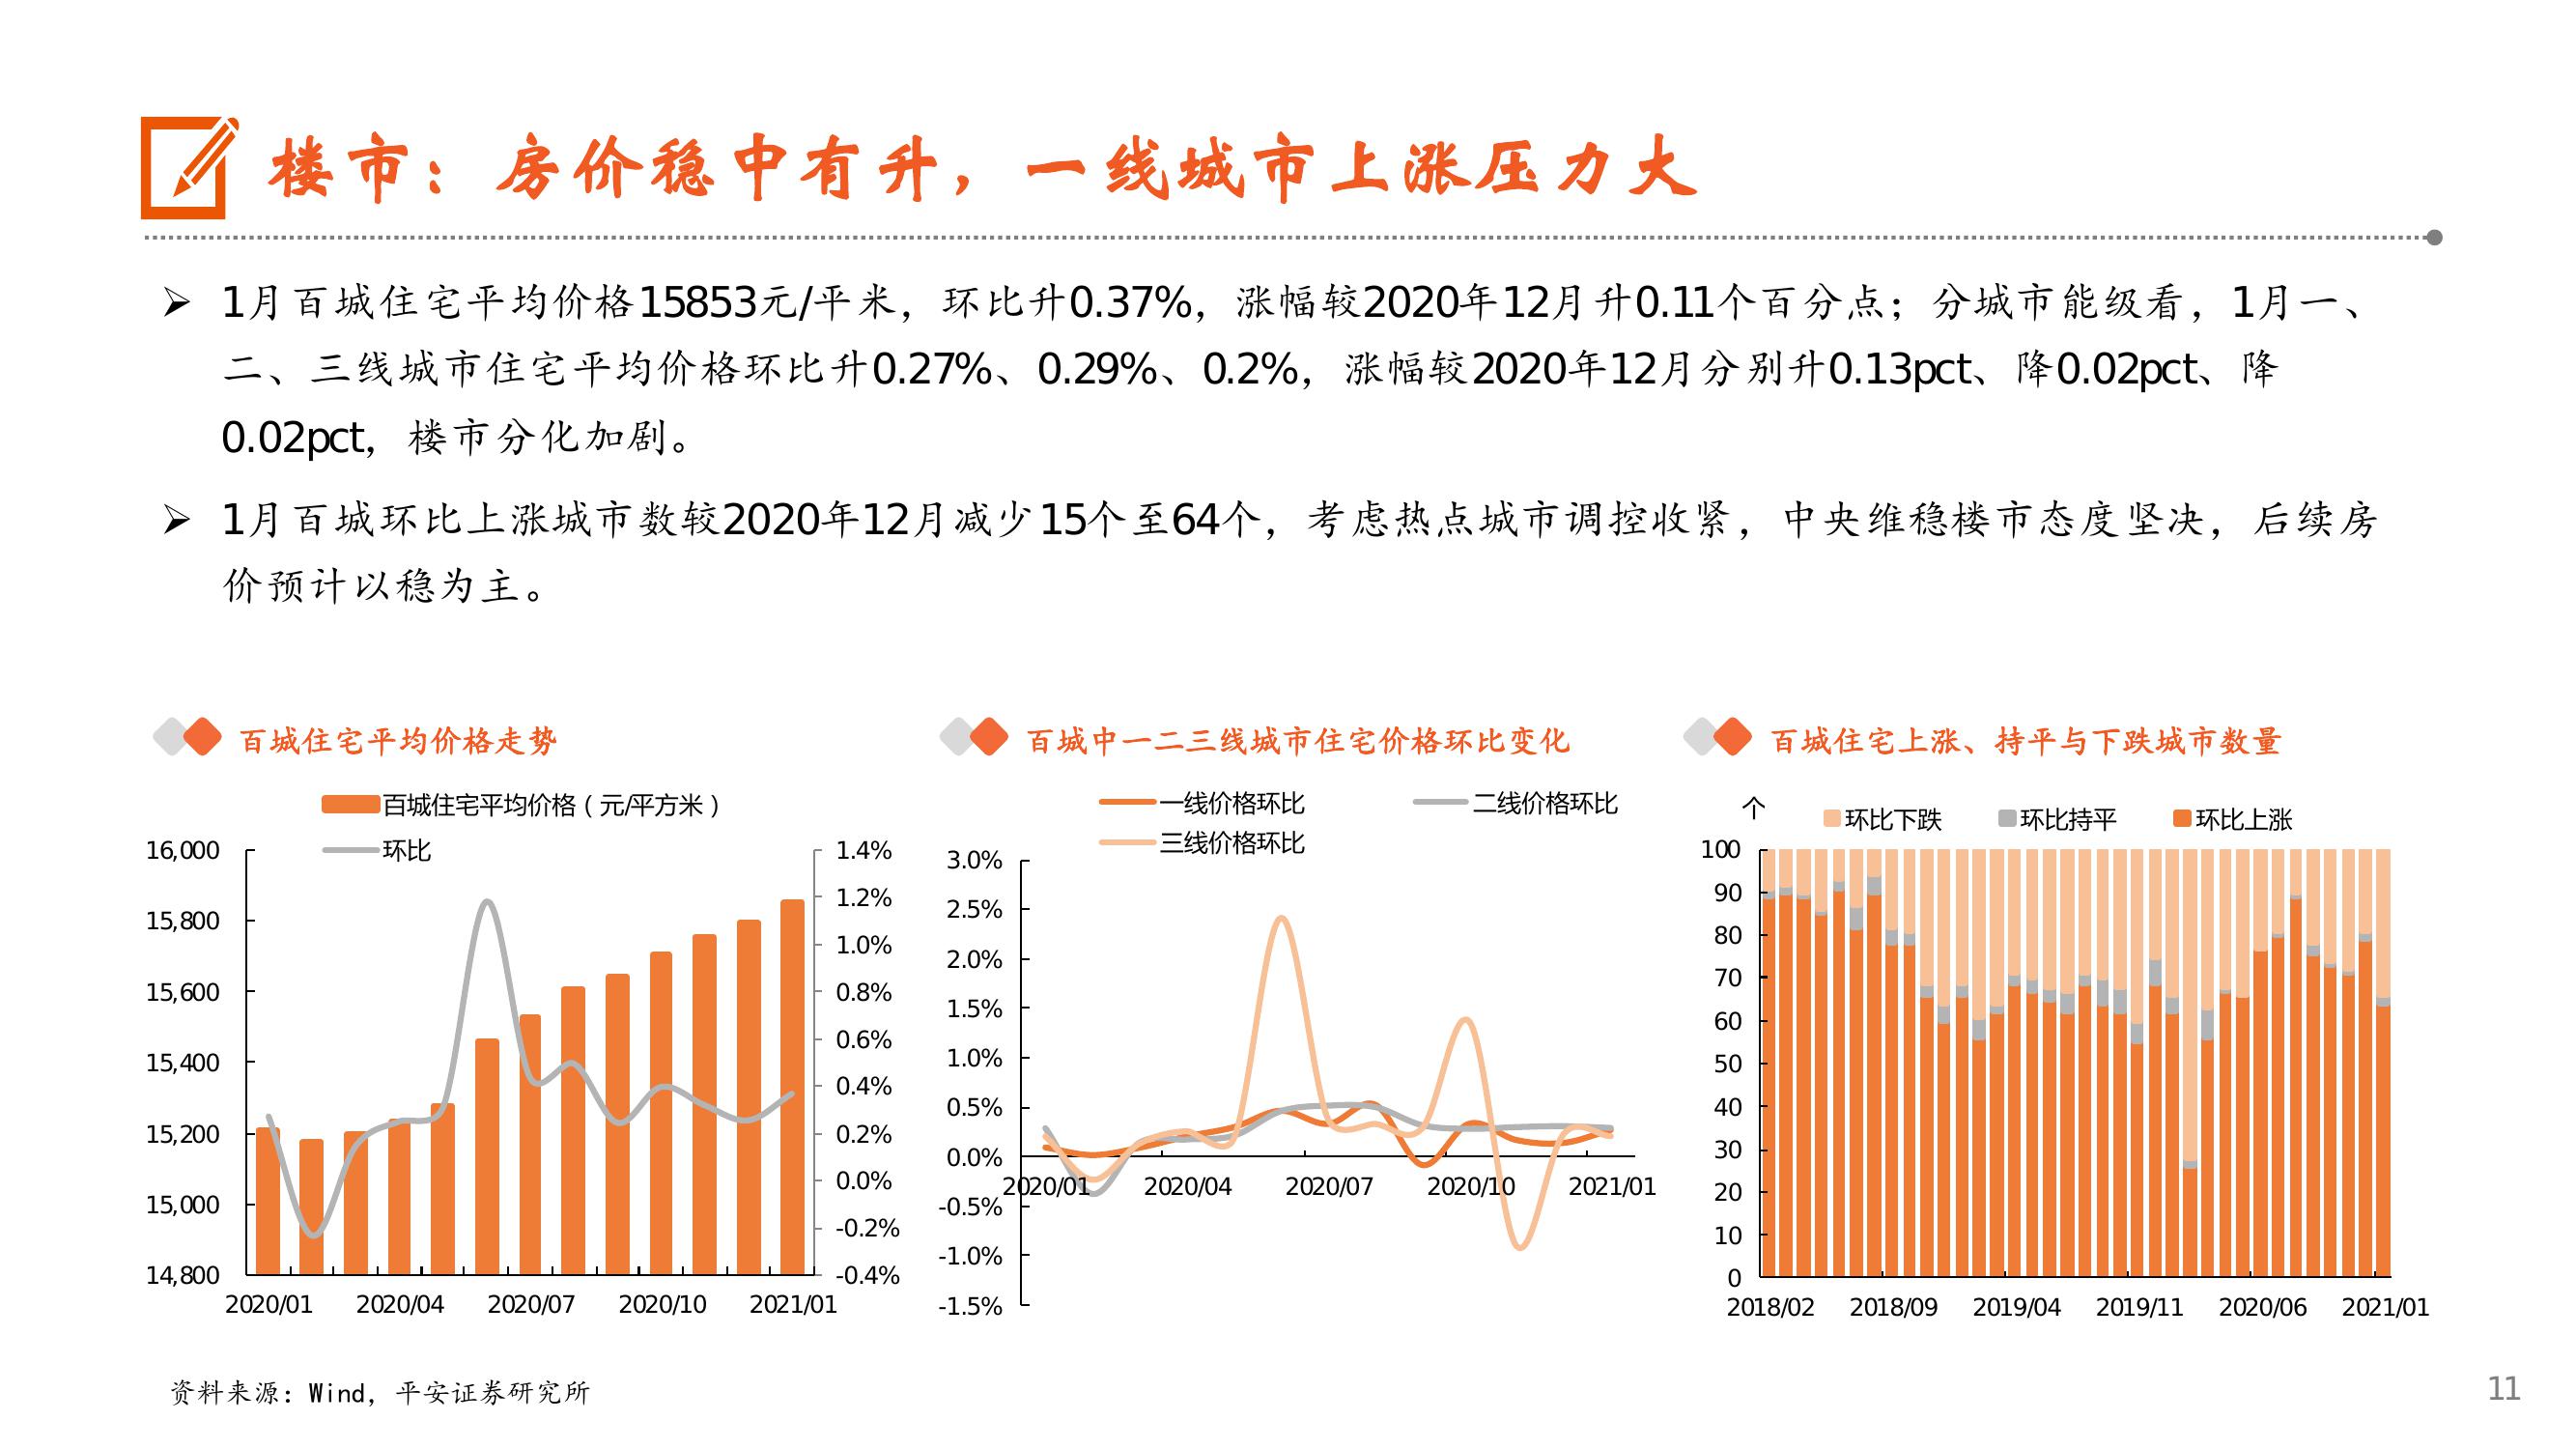 楼市：房价稳中有升，一线城市上涨压力大
➢ 1月百城住宅平均价格15853元/平米，环比升0.37%，涨幅较2020年12月升0.11个百分点；分城市能级看，1月一、
二、三线城市住宅平均价格环比升0.27%、0.29%、0.2%，涨幅较2020年12月分别升0.13pct、降0.02pct、降
0.02pct，楼市分化加剧。
➢ 1月百城环比上涨城市数较2020年12月减少15个至64个，考虑热点城市调控收紧，中央维稳楼市态度坚决，后续房
价预计以稳为主。
百城住宅平均价格走势
百城住宅平均价格（元/平方米）
环比
16,000
15,800
15,600
15,400
15,200
15,000
14,800
1.4%
1.2%
1.0%
0.8%
0.6%
0.4%
0.2%
0.0%
-0.2%
-0.4%
2020/01 2020/04 2020/07 2020/10 2021/01
百城中一二三线城市住宅价格环比变化
一线价格环比 二线价格环比
三线价格环比
3.0%
2.5%
2.0%
1.5%
1.0%
0.5%
0.0%
-0.5%
-1.0%
-1.5%
2020/01 2020/04 2020/07 2020/10 2021/01
百城住宅上涨、持平与下跌城市数量
个
环比下跌 环比持平 环比上涨
100
90
80
70
60
50
40
30
20
10
0
2018/02 2018/09 2019/04 2019/11 2020/06 2021/01
资料来源：Wind，平安证券研究所
11